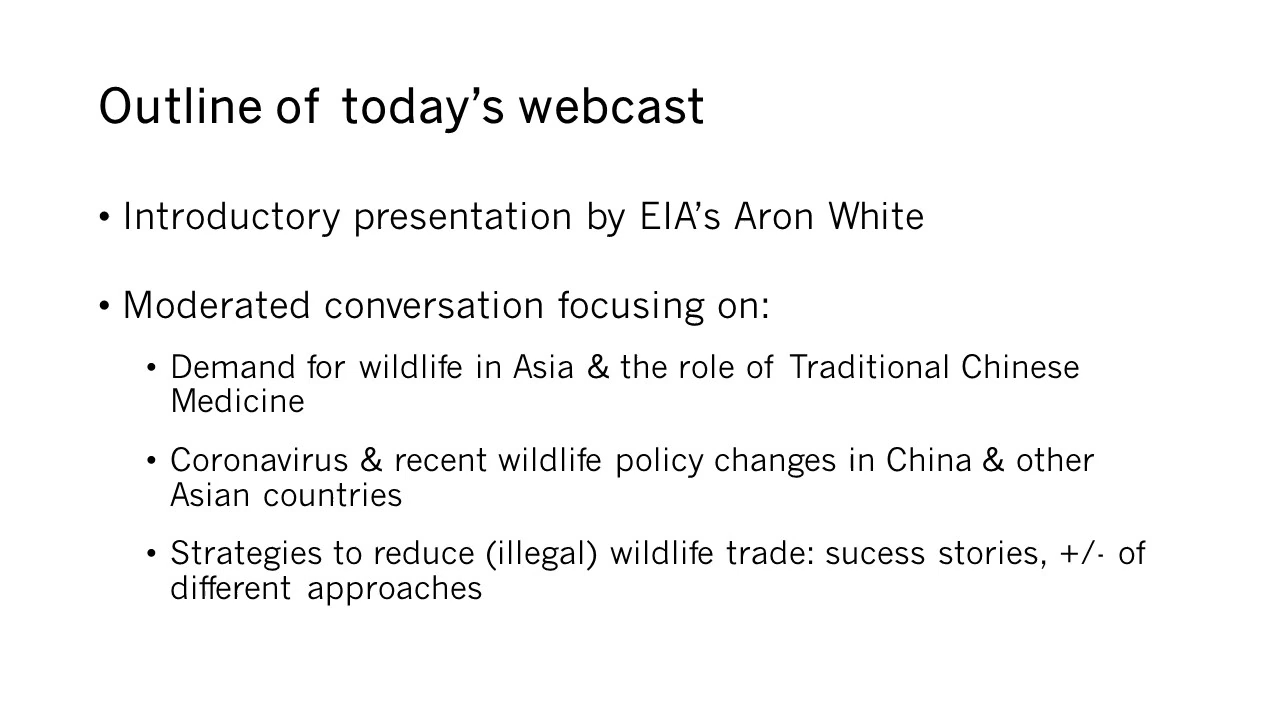 Outline of today’s webcast
• Introductory presentation by EIA’s Aron White
• Moderated conversation focusing on:
• Demand for wildlife in Asia & the role of Traditional Chinese
Medicine
• Coronavirus & recent wildlife policy changes in China & other
Asian countries
• Strategies to reduce (illegal) wildlife trade: sucess stories, +/- of
different approaches